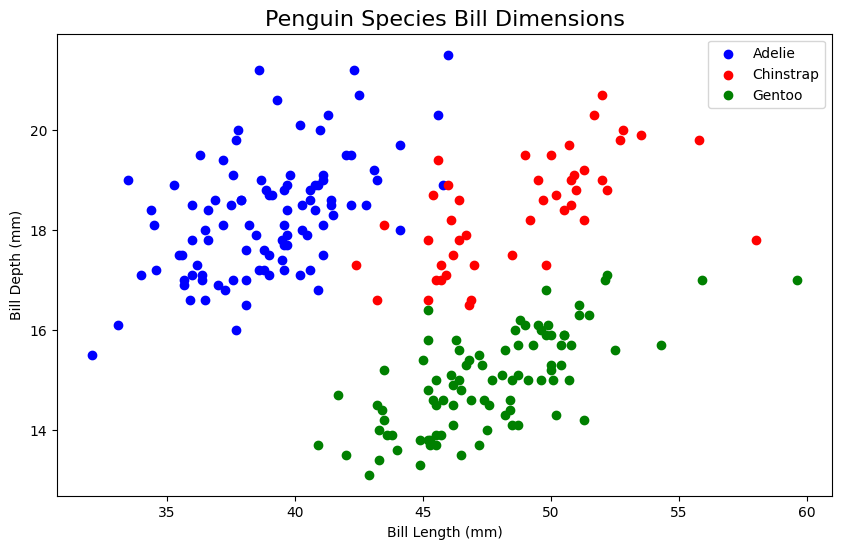 Penguin Species Bill Dimensions
Adelie
Chinstrap
Gentoo
Bill Depth (mm)
20
18
16
14
35 40 45 50 55 60
Bill Length (mm)